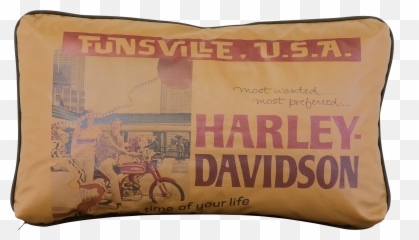 FUNSVILLE, U.S.A.
most wanted....
most preferred....
HARLEY-
DAVIDSON
time of your life